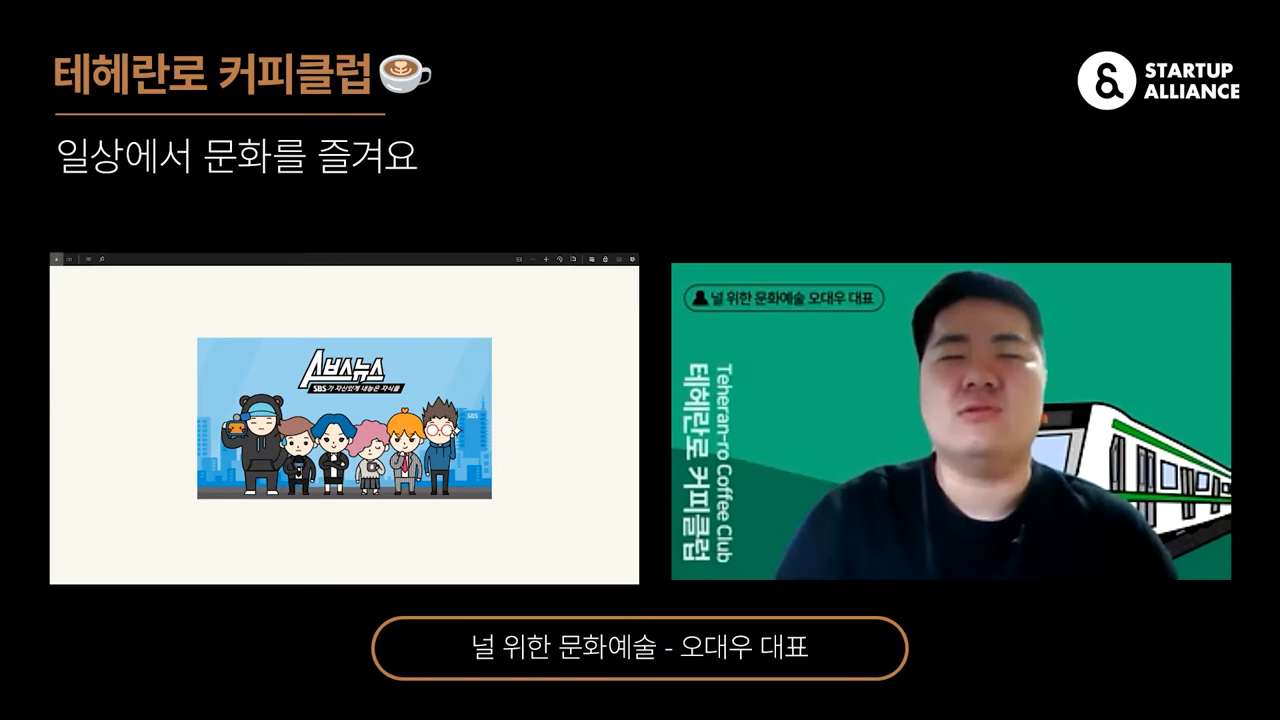 테헤란로 커피클럽
STARTUP
ALLIANCE
일상에서 문화를 즐겨요
스브스뉴스
SBS가 자신있게 내놓은 자식들
SBS
널 위한 문화예술 오대우 대표
Teheran-ro Coffee Club
테헤란로 커피클럽
널 위한 문화예술 - 오대우 대표